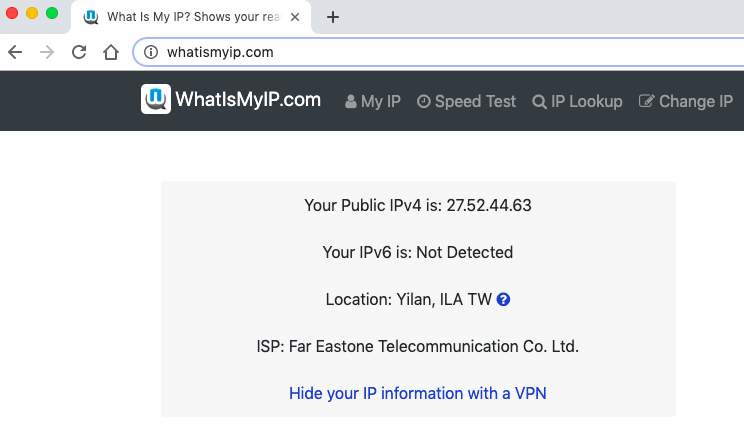 What Is My IP? Shows your rea
whatismyip.com
WhatIsMyIP.com My IP Speed Test IP Lookup Change IP
Your Public IPv4 is: 27.52.44.63
Your IPv6 is: Not Detected
Location: Yilan, ILA TW
ISP: Far Eastone Telecommunication Co. Ltd.
Hide your IP information with a VPN